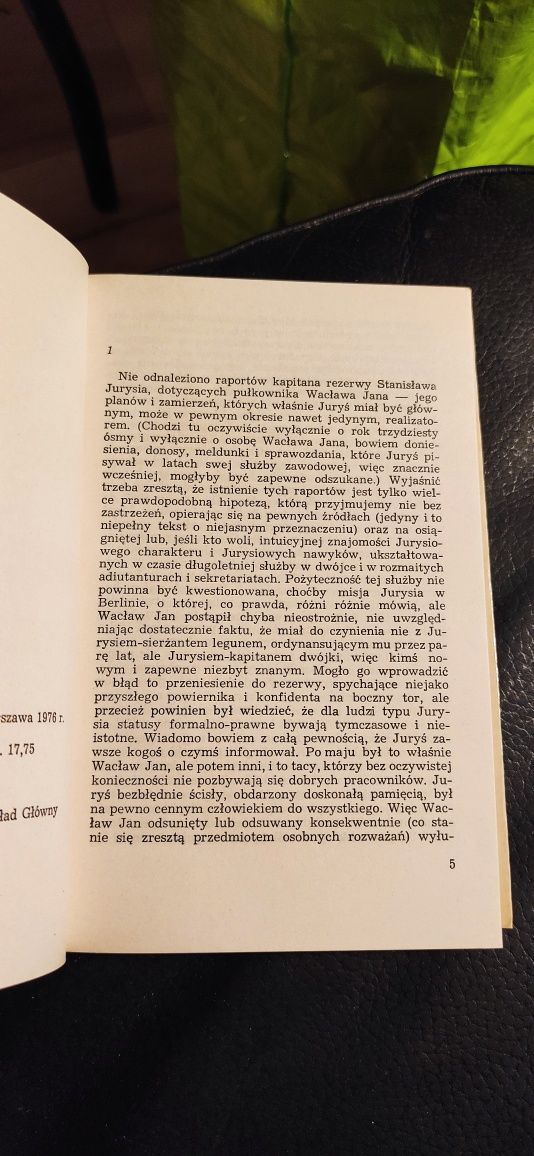 rszawa 1976 r.
. 17,75
ład Główny
1
Nie odnaleziono raportów kapitana rezerwy Stanisława
Jurysia, dotyczących pułkownika Wacława Jana — jego
planów i zamierzeń, których właśnie Juryś miał być głów-
nym, może w pewnym okresie nawet jedynym, realizato-
rem. (Chodzi tu oczywiście wyłącznie o rok trzydziesty
ósmy i wyłącznie o osobę Wacława Jana, bowiem donie-
sienia, donosy, meldunki i sprawozdania, które Juryś pi-
sywał w latach swej służby zawodowej, więc znacznie
wcześniej, mogłyby być zapewne odszukane.) Wyjaśnić
trzeba zresztą, że istnienie tych raportów jest tylko wiel-
ce prawdopodobną hipotezą, którą przyjmujemy nie bez
zastrzeżeń, opierając się na pewnych źródłach (jedyny i to
niepełny tekst o niejasnym przeznaczeniu) oraz na osią-
gniętej lub, jeśli kto woli, intuicyjnej znajomości Jurysio-
wego charakteru i Jurysiowych nawyków, ukształtowa-
nych w czasie długoletniej służby w dwójce i w rozmaitych
adiutanturach i sekretariatach. Pożyteczność tej służby nie
powinna być kwestionowana, choćby misja Jurysia w
Berlinie, o której, co prawda, różni różnie mówią, ale
Wacław Jan postąpił chyba nieostrożnie, nie uwzględ-
niając dostatecznie faktu, że miał do czynienia nie z Ju-
rysiem-sierżantem legunem, ordynansującym mu przez pa-
rę lat, ale Jurysiem-kapitanem dwójki, więc kimś no-
wym i zapewne niezbyt znanym. Mogło go wprowadzić
w błąd to przeniesienie do rezerwy, spychające niejako
przyszłego powiernika i konfidenta na boczny tor, ale
przecież powinien był wiedzieć, że dla ludzi typu Jury-
sia statusy formalno-prawne bywają tymczasowe i nie-
istotne. Wiadomo bowiem z całą pewnością, że Juryś za-
wsze kogoś o czymś informował. Po maju był to właśnie
Wacław Jan, ale potem inni, i to tacy, którzy bez oczywistej
konieczności nie pozbywają się dobrych pracowników. Ju-
ryś bezbłędnie ścisły, obdarzony doskonałą pamięcią, był
na pewno cennym człowiekiem do wszystkiego. Więc Wac-
ław Jan odsunięty lub odsuwany konsekwentnie (co sta-
nie się zresztą przedmiotem osobnych rozważań) wyłu-
5